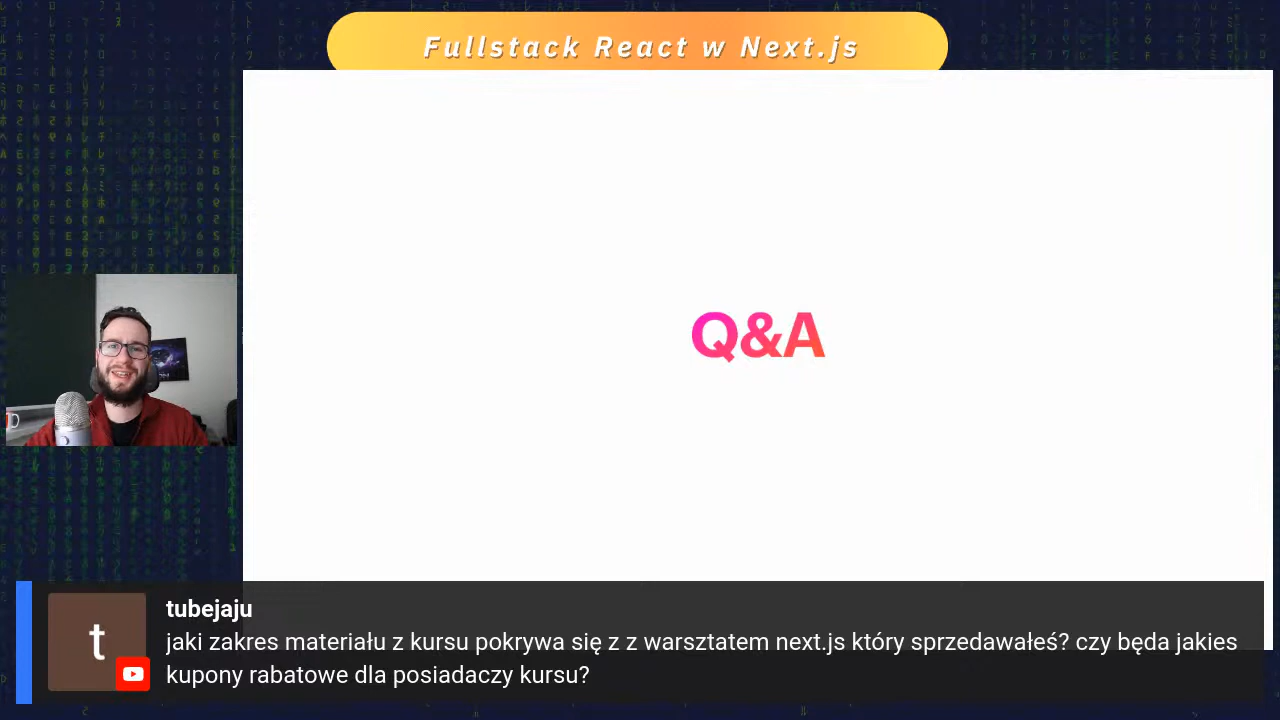 Fullstack React w Next.js
Q&A
t
tubejaju
jaki zakres materiału z kursu pokrywa się z z warsztatem next.js który sprzedawałeś? czy będa jakies
kupony rabatowe dla posiadaczy kursu?